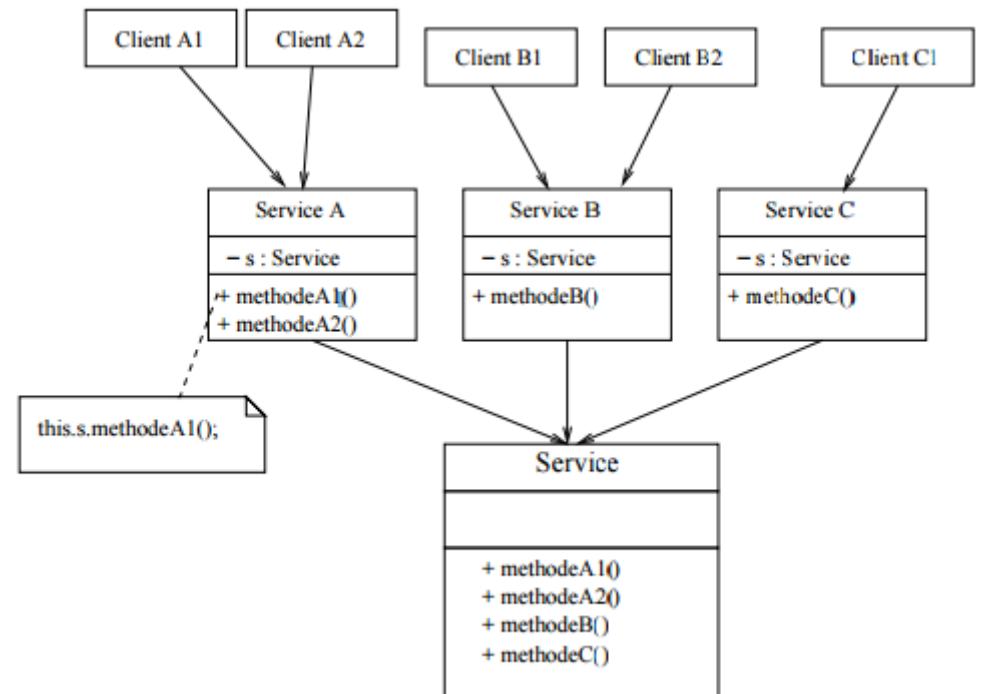 Client A1
Client A2
Client B1
Client B2
Client C1
Service A
− s : Service
+ methodeA1()
+ methodeA2()
Service B
− s : Service
+ methodeB()
Service C
− s : Service
+ methodeC()
this.s.methodeA1();
Service
+ methodeA1()
+ methodeA2()
+ methodeB()
+ methodeC()